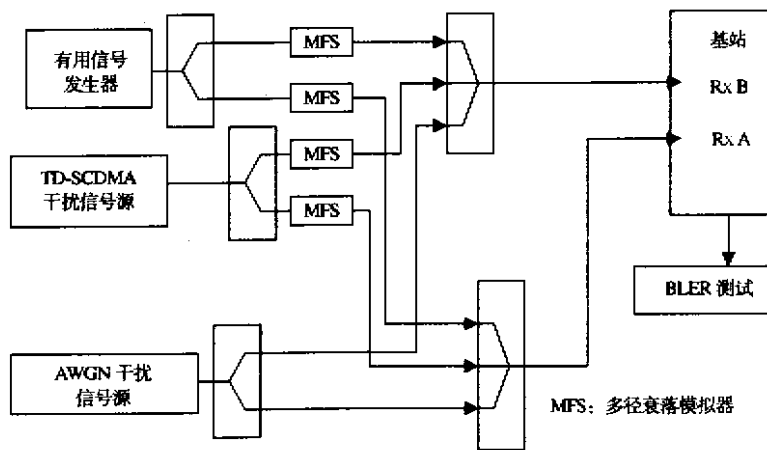 有用信号
发生器
MFS
MFS
基站
Rx B
Rx A
TD-SCDMA
干扰信号源
MFS
MFS
BLER 测试
AWGN 干扰
信号源
MFS：多径衰落模拟器